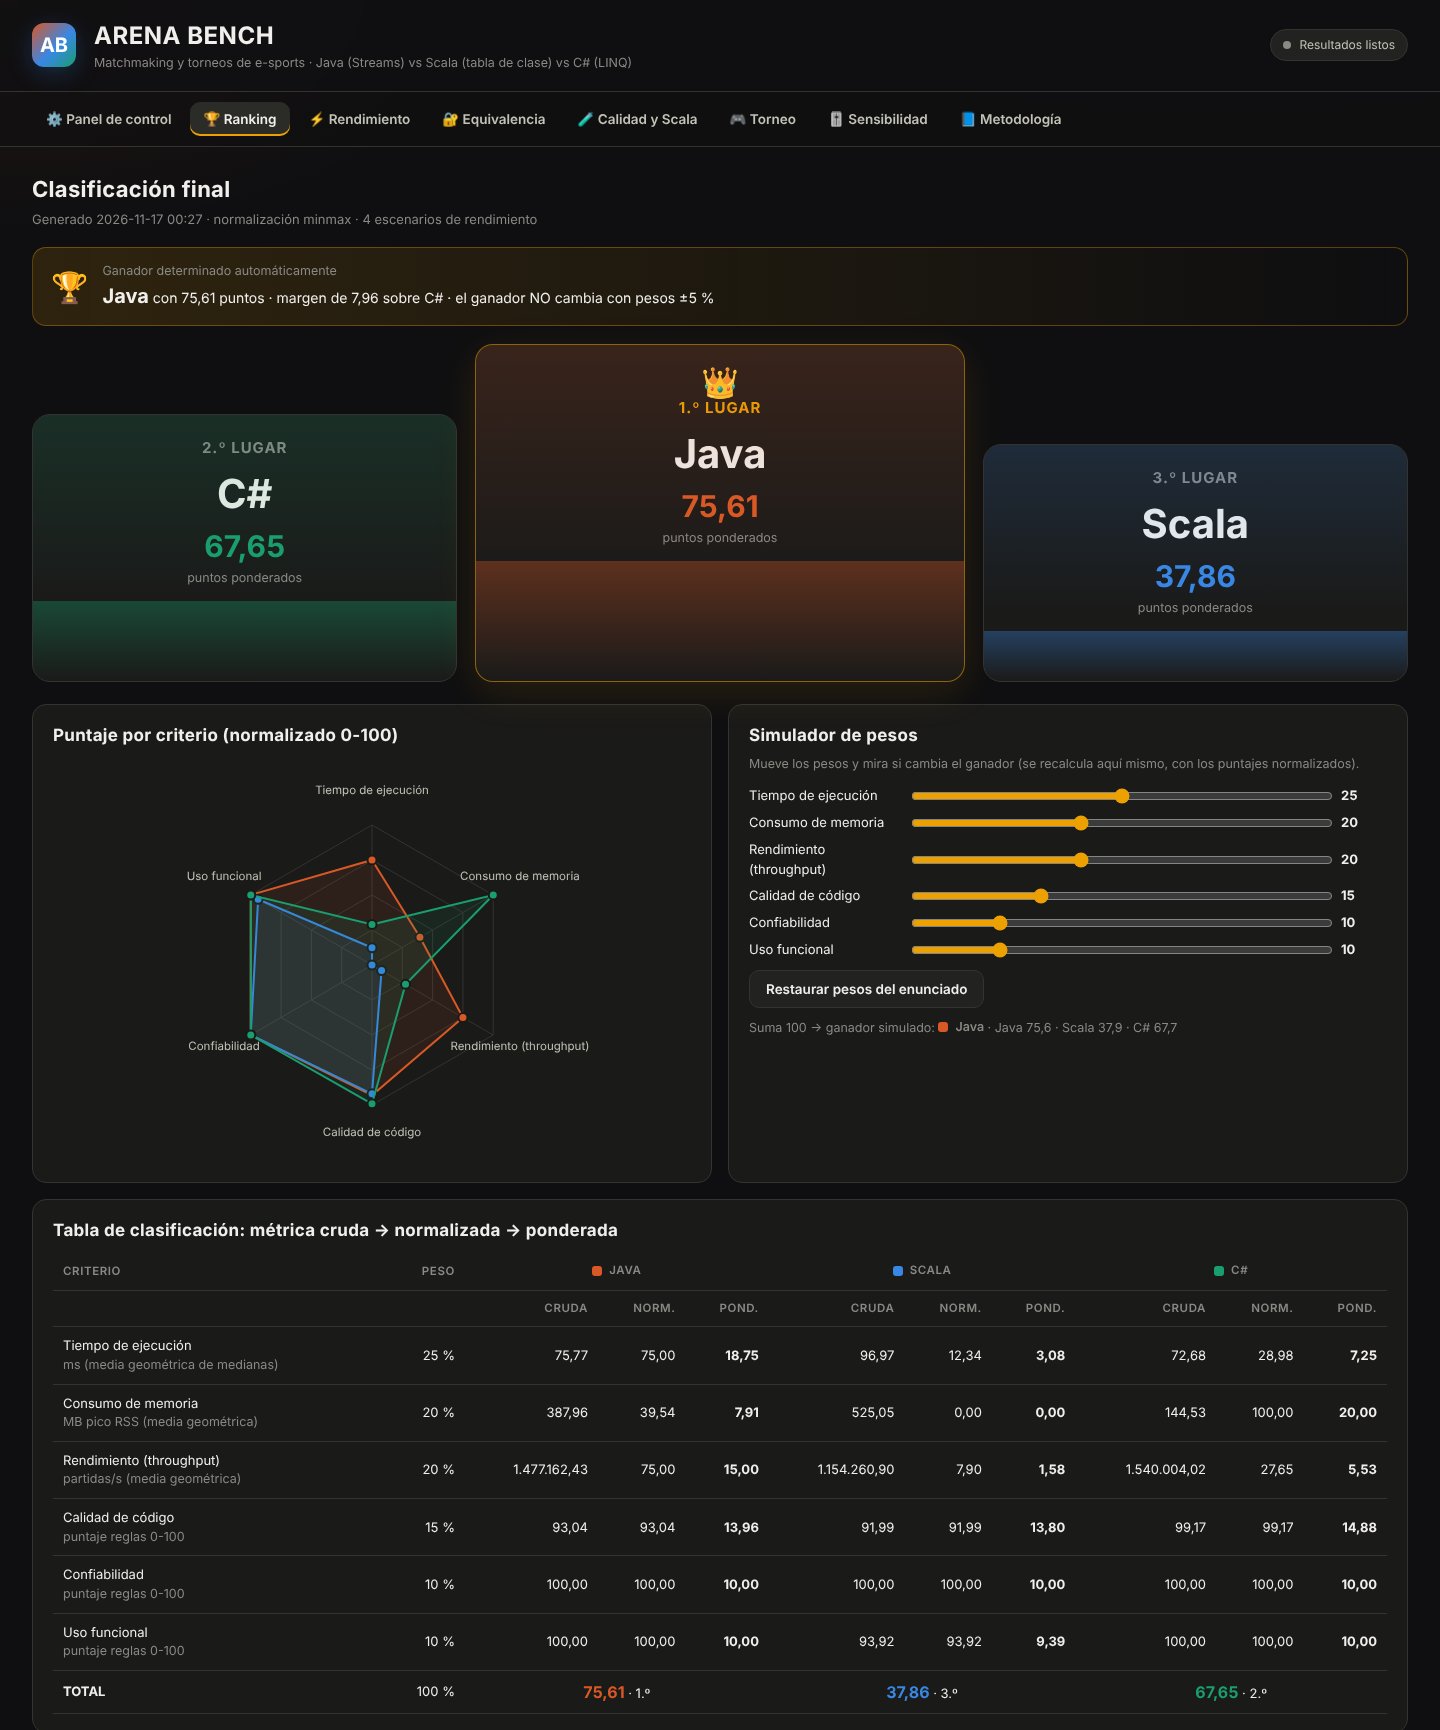 AB
ARENA BENCH
Matchmaking y torneos de e-sports · Java (Streams) vs Scala (tabla de clase) vs C# (LINQ)
Resultados listos
Panel de control
Ranking
Rendimiento
Equivalencia
Calidad y Scala
Torneo
Sensibilidad
Metodología
Clasificación final
Generado 2026-11-17 00:27 · normalización minmax · 4 escenarios de rendimiento
Ganador determinado automáticamente
Java con 75,61 puntos · margen de 7,96 sobre C# · el ganador NO cambia con pesos ±5 %
2.º LUGAR
C#
67,65
puntos ponderados
1.º LUGAR
Java
75,61
puntos ponderados
3.º LUGAR
Scala
37,86
puntos ponderados
Puntaje por criterio (normalizado 0-100)
Tiempo de ejecución
Uso funcional
Consumo de memoria
Confiabilidad
Rendimiento (throughput)
Calidad de código
Simulador de pesos
Mueve los pesos y mira si cambia el ganador (se recalcula aquí mismo, con los puntajes normalizados).
Tiempo de ejecución 25
Consumo de memoria 20
Rendimiento
(throughput) 20
Calidad de código 15
Confiabilidad 10
Uso funcional 10
Restaurar pesos del enunciado
Suma 100 → ganador simulado: Java · Java 75,6 · Scala 37,9 · C# 67,7
Tabla de clasificación: métrica cruda → normalizada → ponderada
CRITERIO PESO JAVA SCALA C#
CRUDA NORM. POND. CRUDA NORM. POND. CRUDA NORM. POND.
Tiempo de ejecución
ms (media geométrica de medianas)
25 % 75,77 75,00 18,75 96,97 12,34 3,08 72,68 28,98 7,25
Consumo de memoria
MB pico RSS (media geométrica)
20 % 387,96 39,54 7,91 525,05 0,00 0,00 144,53 100,00 20,00
Rendimiento (throughput)
partidas/s (media geométrica)
20 % 1.477.162,43 75,00 15,00 1.154.260,90 7,90 1,58 1.540.004,02 27,65 5,53
Calidad de código
puntaje reglas 0-100
15 % 93,04 93,04 13,96 91,99 91,99 13,80 99,17 99,17 14,88
Confiabilidad
puntaje reglas 0-100
10 % 100,00 100,00 10,00 100,00 100,00 10,00 100,00 100,00 10,00
Uso funcional
puntaje reglas 0-100
10 % 100,00 100,00 10,00 93,92 93,92 9,39 100,00 100,00 10,00
TOTAL 100 % 75,61 · 1.º 37,86 · 3.º 67,65 · 2.º